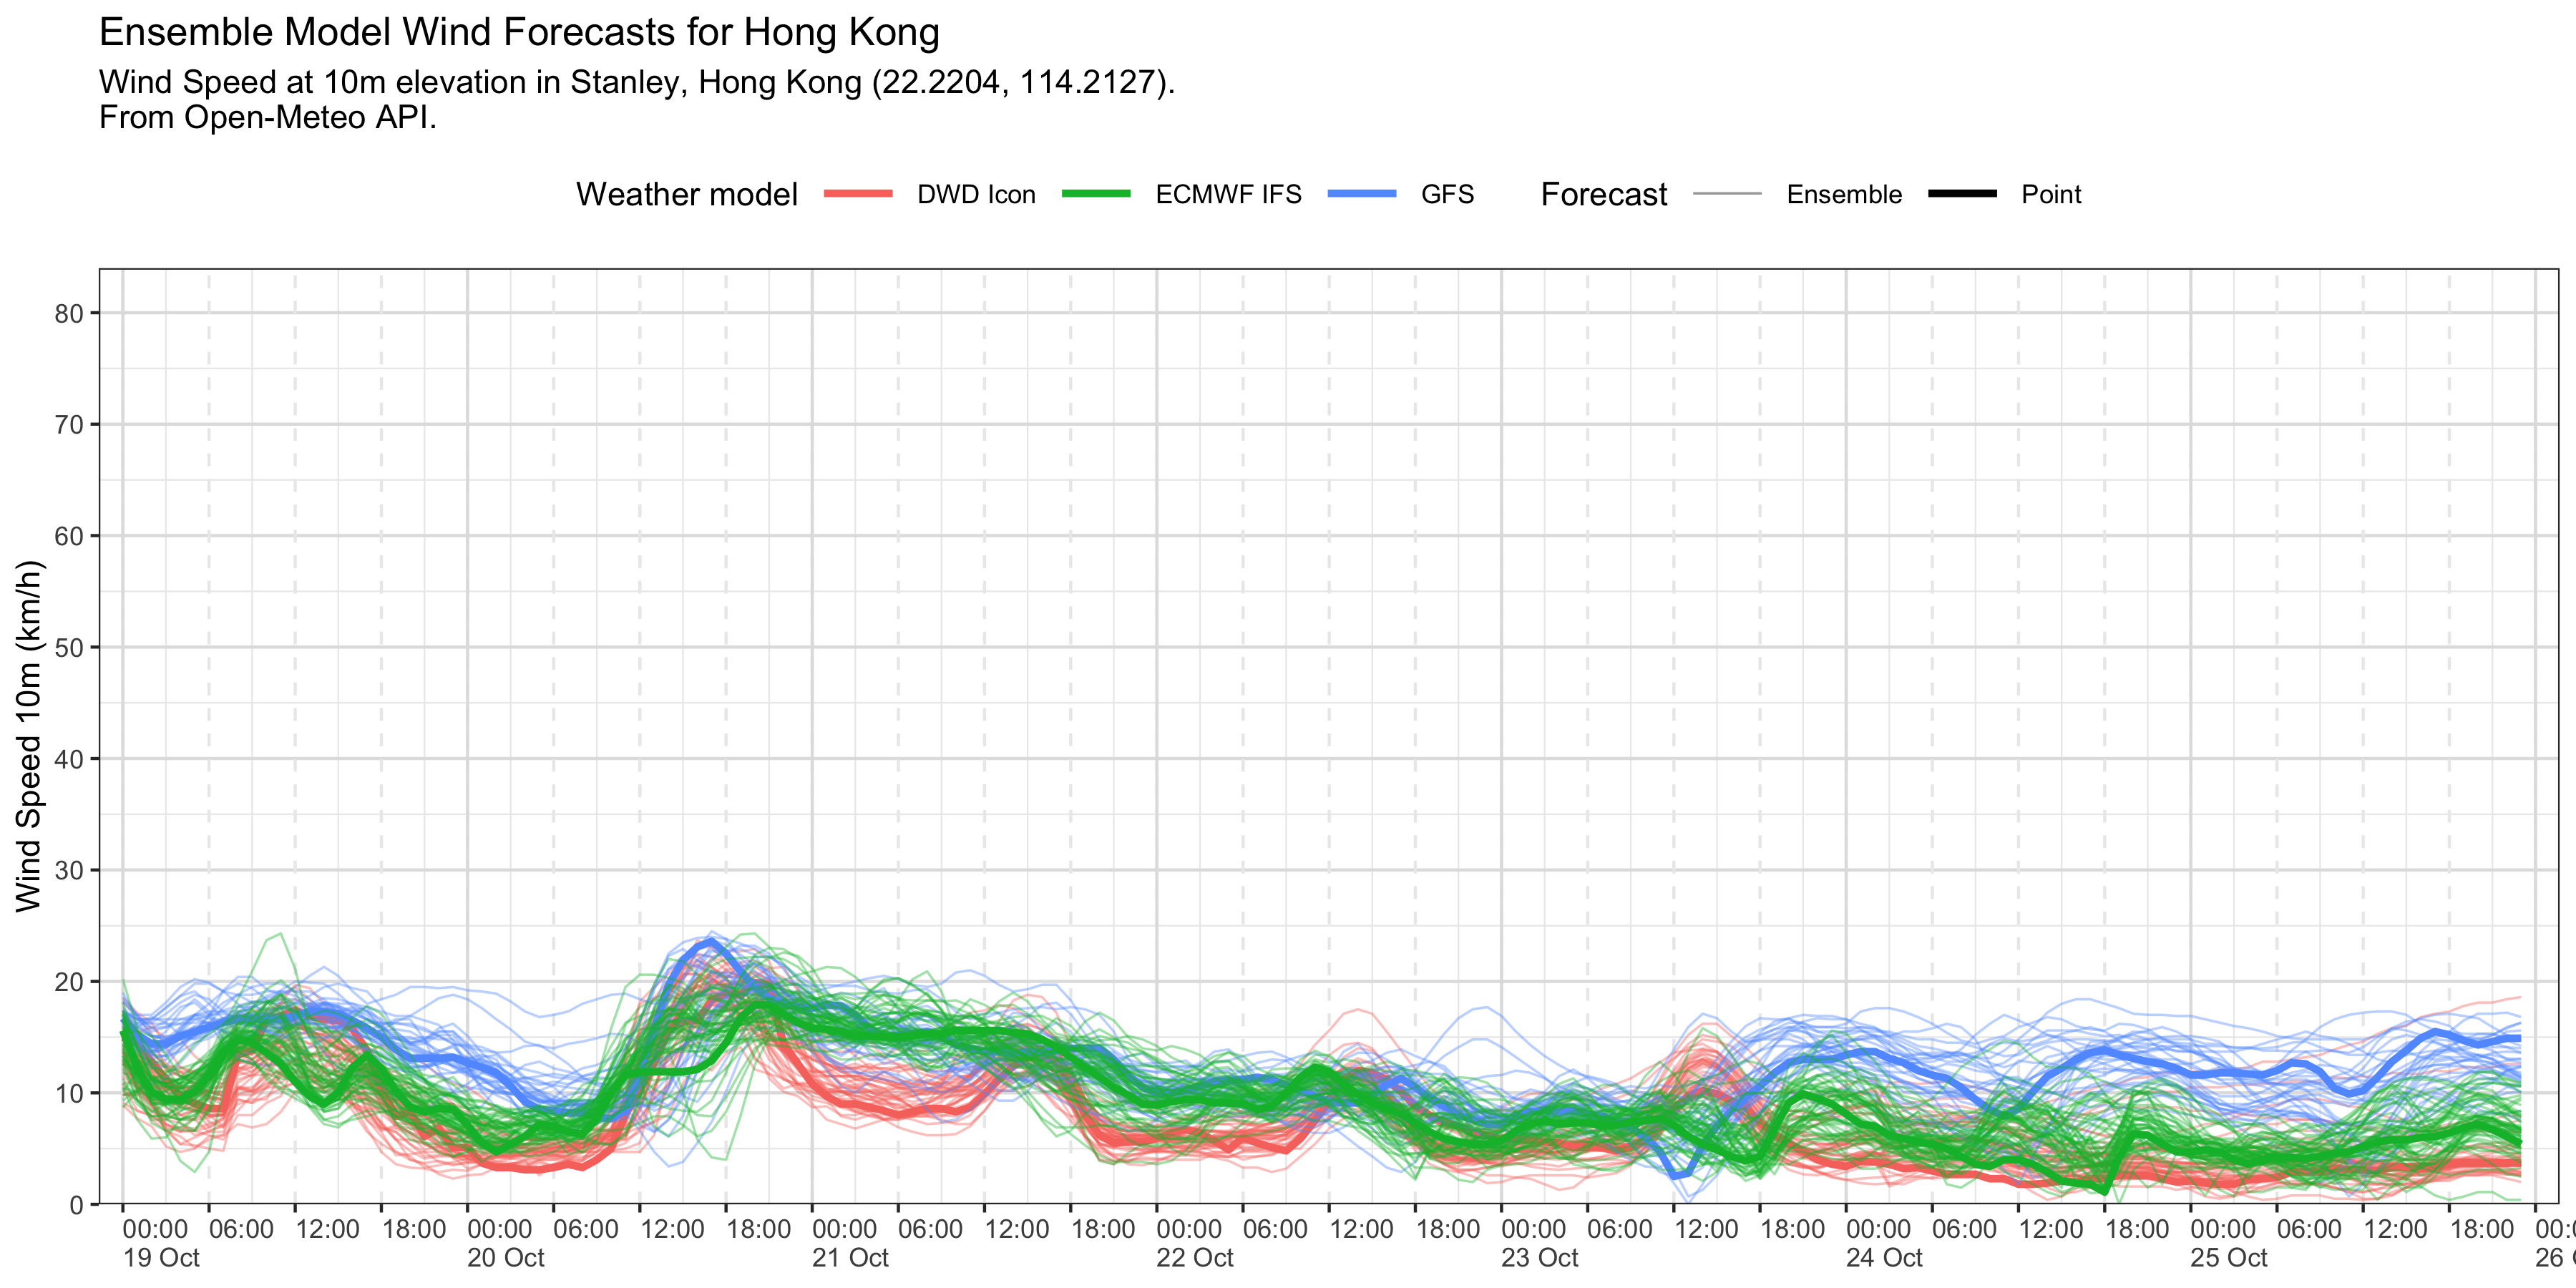 Ensemble Model Wind Forecasts for Hong Kong
Wind Speed at 10m elevation in Stanley, Hong Kong (22.2204, 114.2127).
From Open-Meteo API.
Weather model DWD Icon ECMWF IFS GFS Forecast Ensemble Point
Wind Speed 10m (km/h)
80
70
60
50
40
30
20
10
0
00:00 06:00 12:00 18:00 00:00 06:00 12:00 18:00 00:00 06:00 12:00 18:00 00:00 06:00 12:00 18:00 00:00 06:00 12:00 18:00 00:00 06:00 12:00 18:00 00:00 06:00 12:00 18:00
19 Oct 20 Oct 21 Oct 22 Oct 23 Oct 24 Oct 25 Oct 26